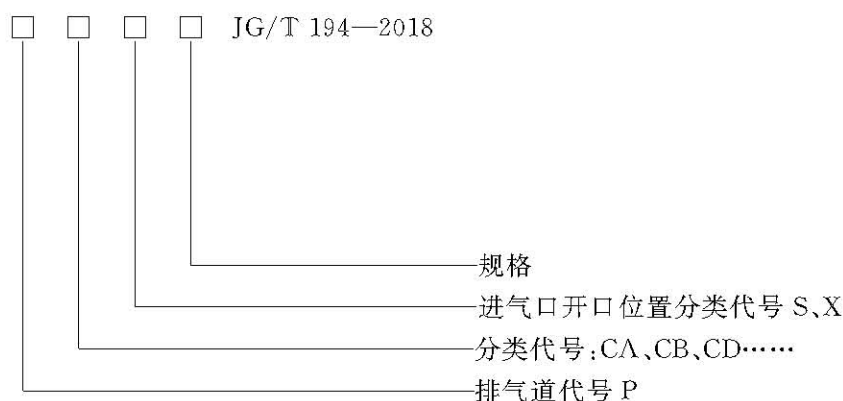 □ □ □ □ JG/T 194—2018
规格
进气口开口位置分类代号 S、X
分类代号:CA、CB、CD……
排气道代号 P